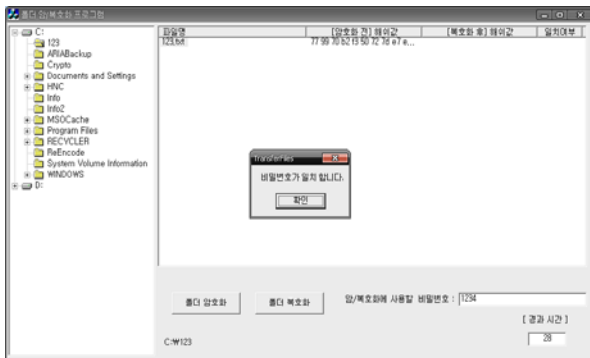 폴더 암/복호화 프로그램
C:
123
ARIABackup
Crypto
Documents and Settings
HNC
Info
Info2
MSOCache
Program Files
RECYCLER
ReEncode
System Volume Information
WINDOWS
D:
파일명 [암호화 전] 해쉬값 [복호화 후] 해쉬값 일치여부
123.txt 77 99 70 b2 f3 50 72 7d e7 e...
TransferFiles
비밀번호가 일치 합니다.
확인
폴더 암호화 폴더 복호화 암/복호화에 사용할 비밀번호 : 1234
[ 경과 시간 ]
C:₩123 28